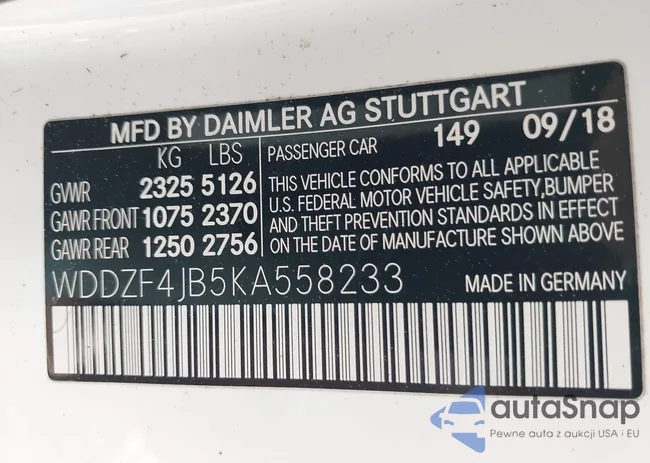 MFD BY DAIMLER AG STUTTGART
KG LBS PASSENGER CAR 149 09/18
GVWR 2325 5126
GAWR FRONT 1075 2370
GAWR REAR 1250 2756
THIS VEHICLE CONFORMS TO ALL APPLICABLE
U.S. FEDERAL MOTOR VEHICLE SAFETY,BUMPER
AND THEFT PREVENTION STANDARDS IN EFFECT
ON THE DATE OF MANUFACTURE SHOWN ABOVE
WDDZF4JB5KA558233 MADE IN GERMANY
autaSnap
Pewne auta z aukcji USA i EU